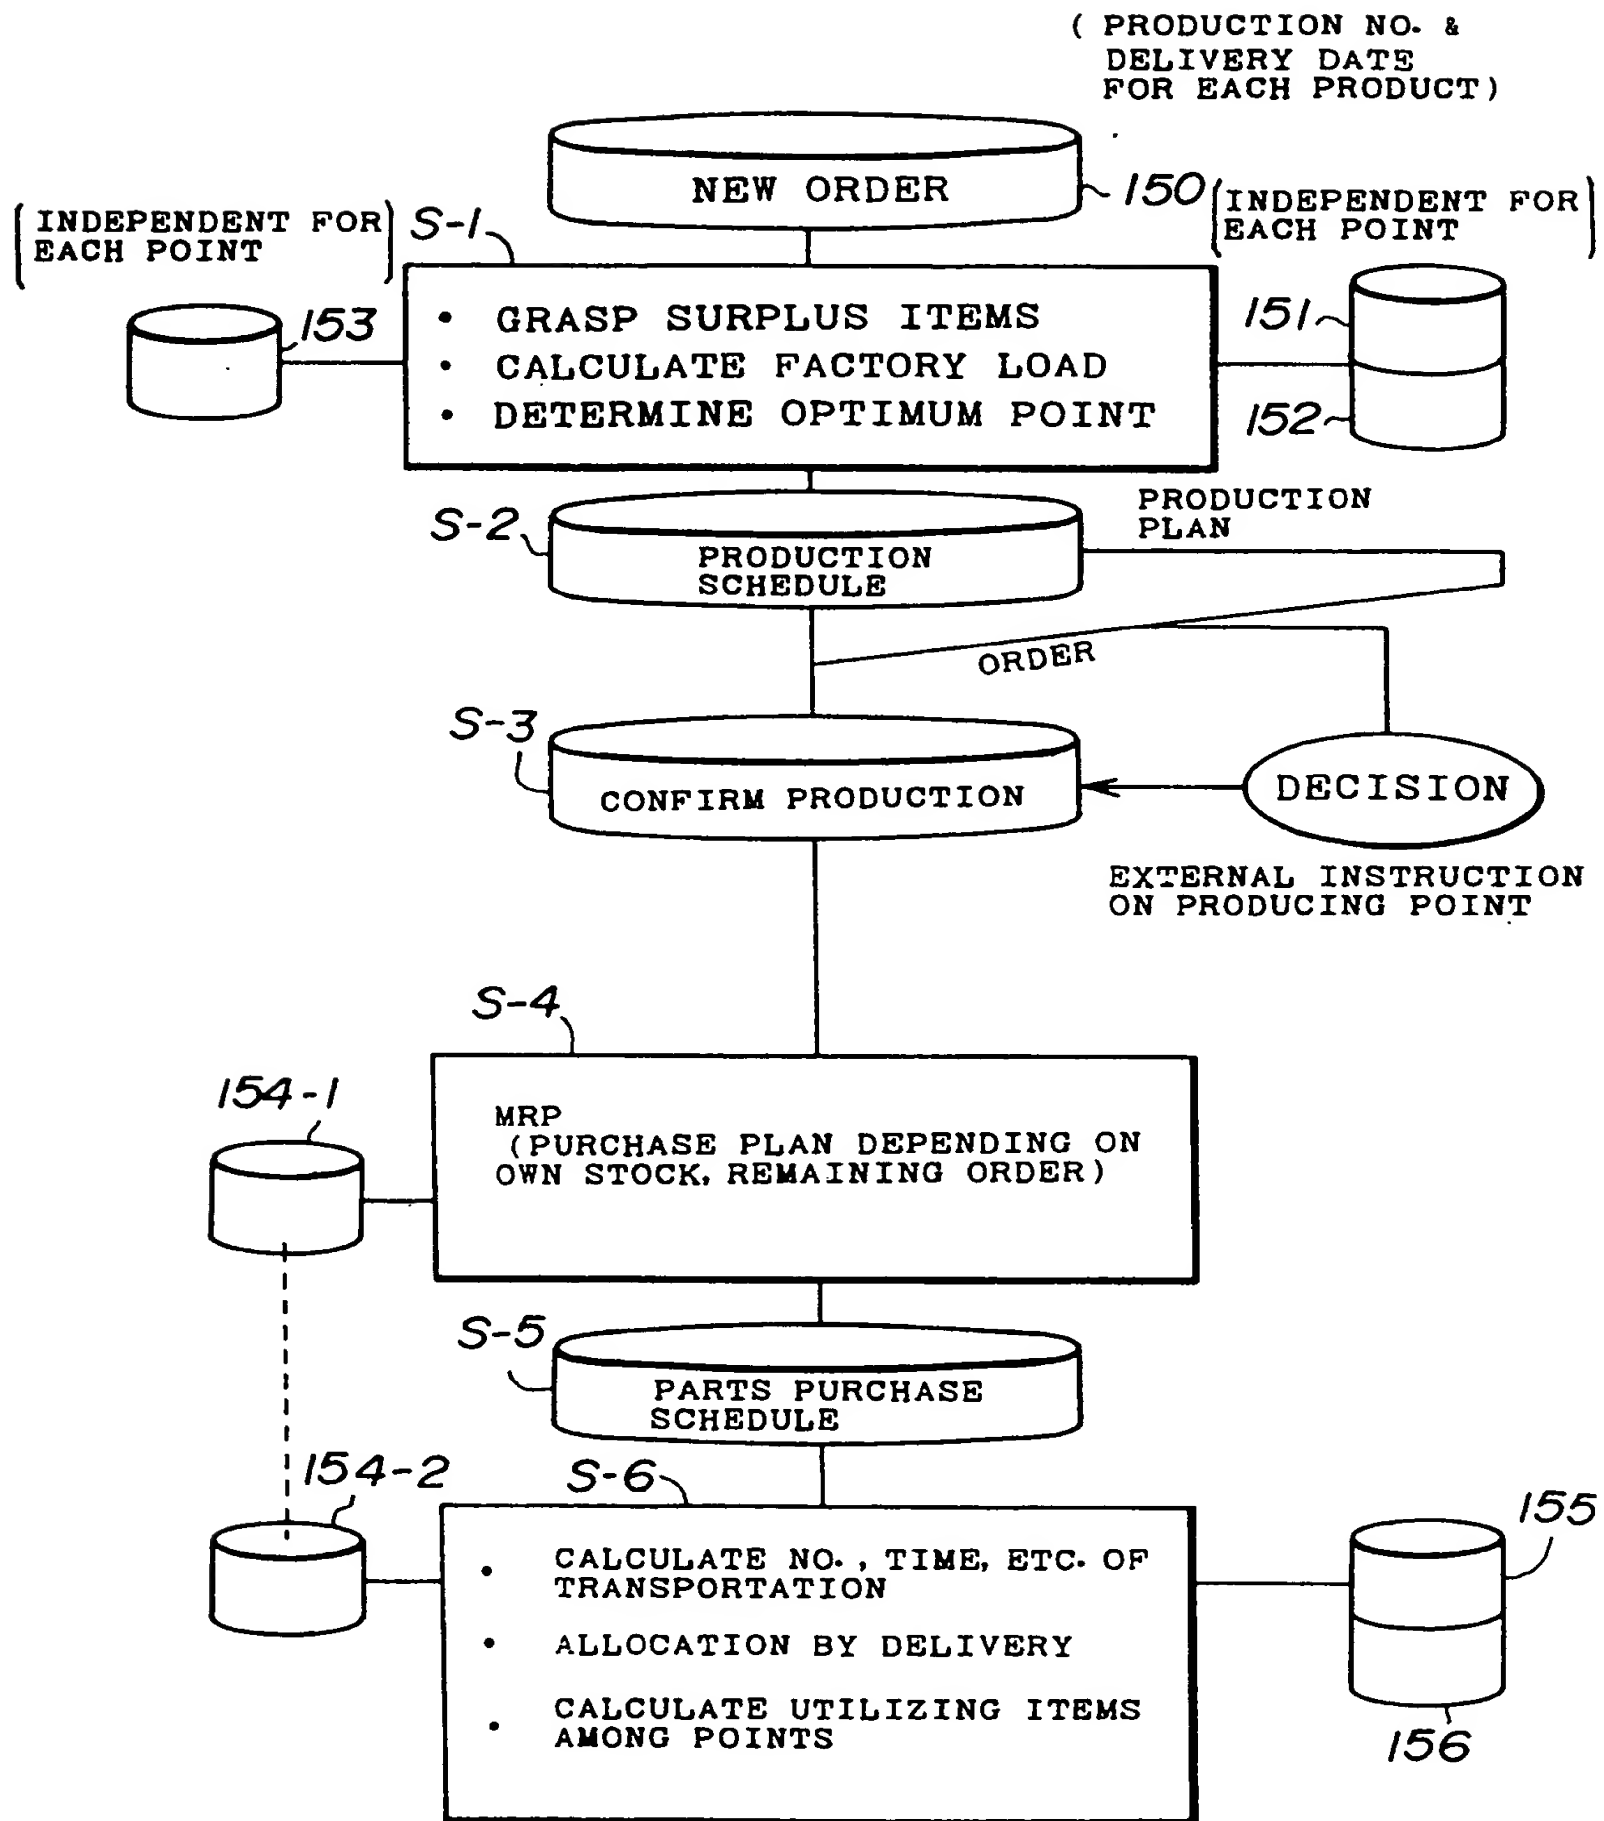 ( PRODUCTION NO. &
DELIVERY DATE
FOR EACH PRODUCT )
NEW ORDER
150
(INDEPENDENT FOR
EACH POINT)
S-1
(INDEPENDENT FOR
EACH POINT)
153
• GRASP SURPLUS ITEMS
• CALCULATE FACTORY LOAD
• DETERMINE OPTIMUM POINT
151
152
S-2
PRODUCTION
SCHEDULE
PRODUCTION
PLAN
ORDER
S-3
CONFIRM PRODUCTION
DECISION
EXTERNAL INSTRUCTION
ON PRODUCING POINT
S-4
154-1
MRP
(PURCHASE PLAN DEPENDING ON
OWN STOCK, REMAINING ORDER)
S-5
PARTS PURCHASE
SCHEDULE
154-2
S-6
155
• CALCULATE NO., TIME, ETC. OF
TRANSPORTATION
• ALLOCATION BY DELIVERY
• CALCULATE UTILIZING ITEMS
AMONG POINTS
156